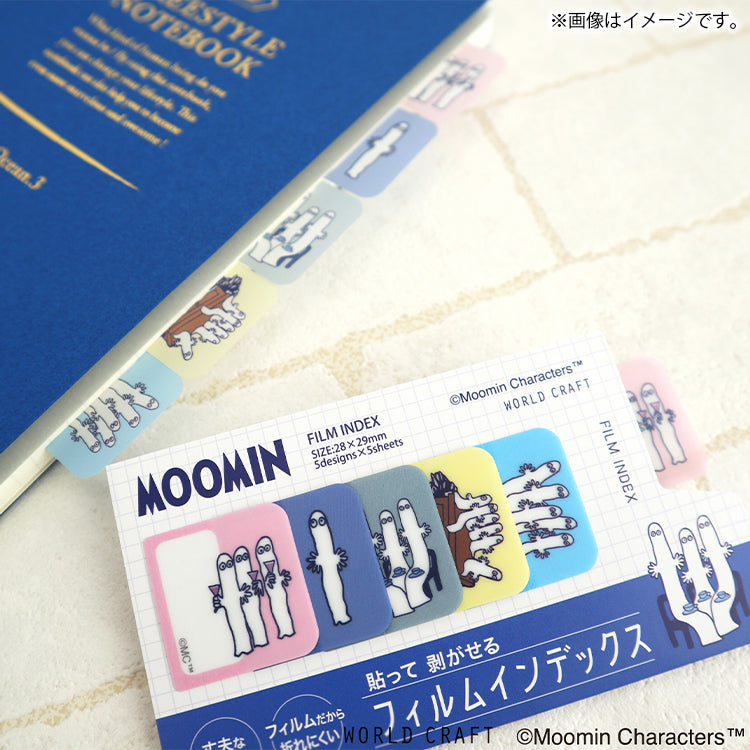 ※画像はイメージです。
FREESTYLE
NOTEBOOK
Ocean.3
©Moomin Characters™
WORLD CRAFT
FILM INDEX
MOOMIN
FILM INDEX
SIZE:28×29mm
5designs×5sheets
©MC™
貼って 剥がせる
フィルムインデックス
丈夫な
フィルムだから
折れにくい
WORLD CRAFT
©Moomin Characters™